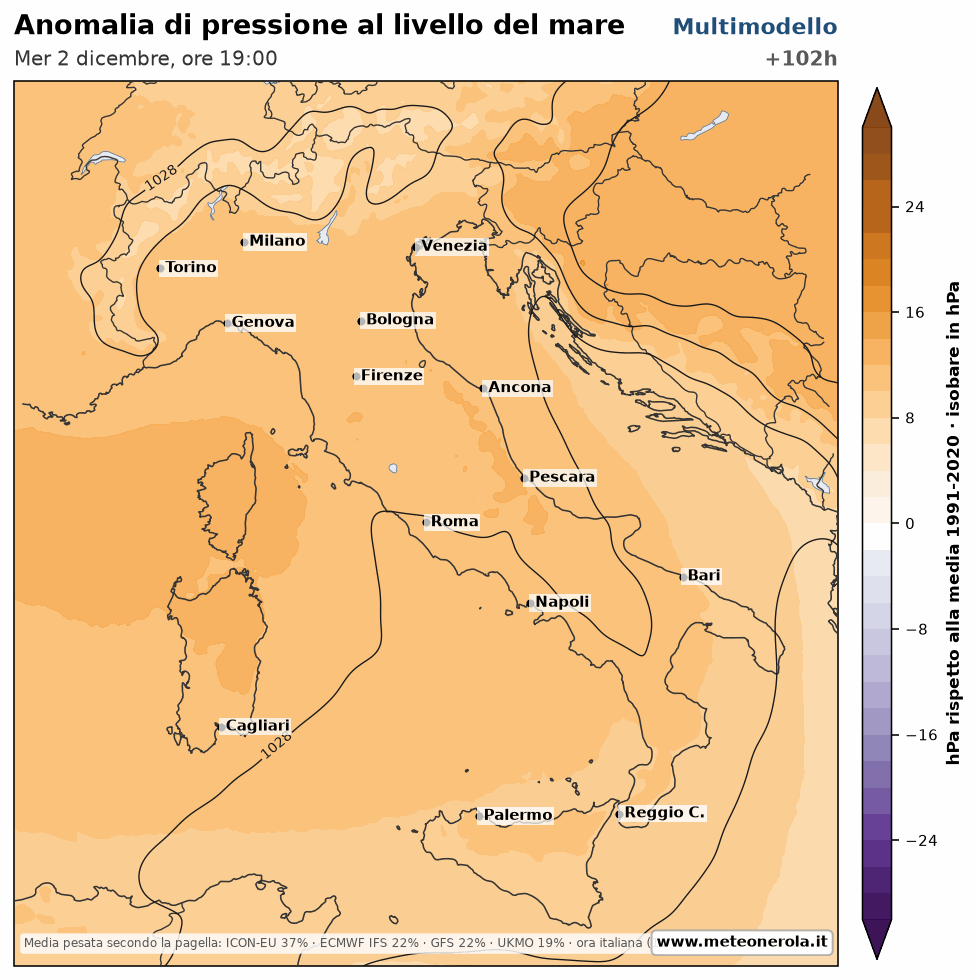 Anomalia di pressione al livello del mare
Multimodello
Mer 2 dicembre, ore 19:00
+102h
1028
Milano
Venezia
Torino
Genova
Bologna
Firenze
Ancona
Pescara
Roma
Bari
Napoli
Cagliari
1028
Palermo
Reggio C.
24
16
8
0
−8
−16
−24
hPa rispetto alla media 1991-2020 · isobare in hPa
Media pesata secondo la pagella: ICON-EU 37% · ECMWF IFS 22% · GFS 22% · UKMO 19% · ora italiana (
www.meteonerola.it